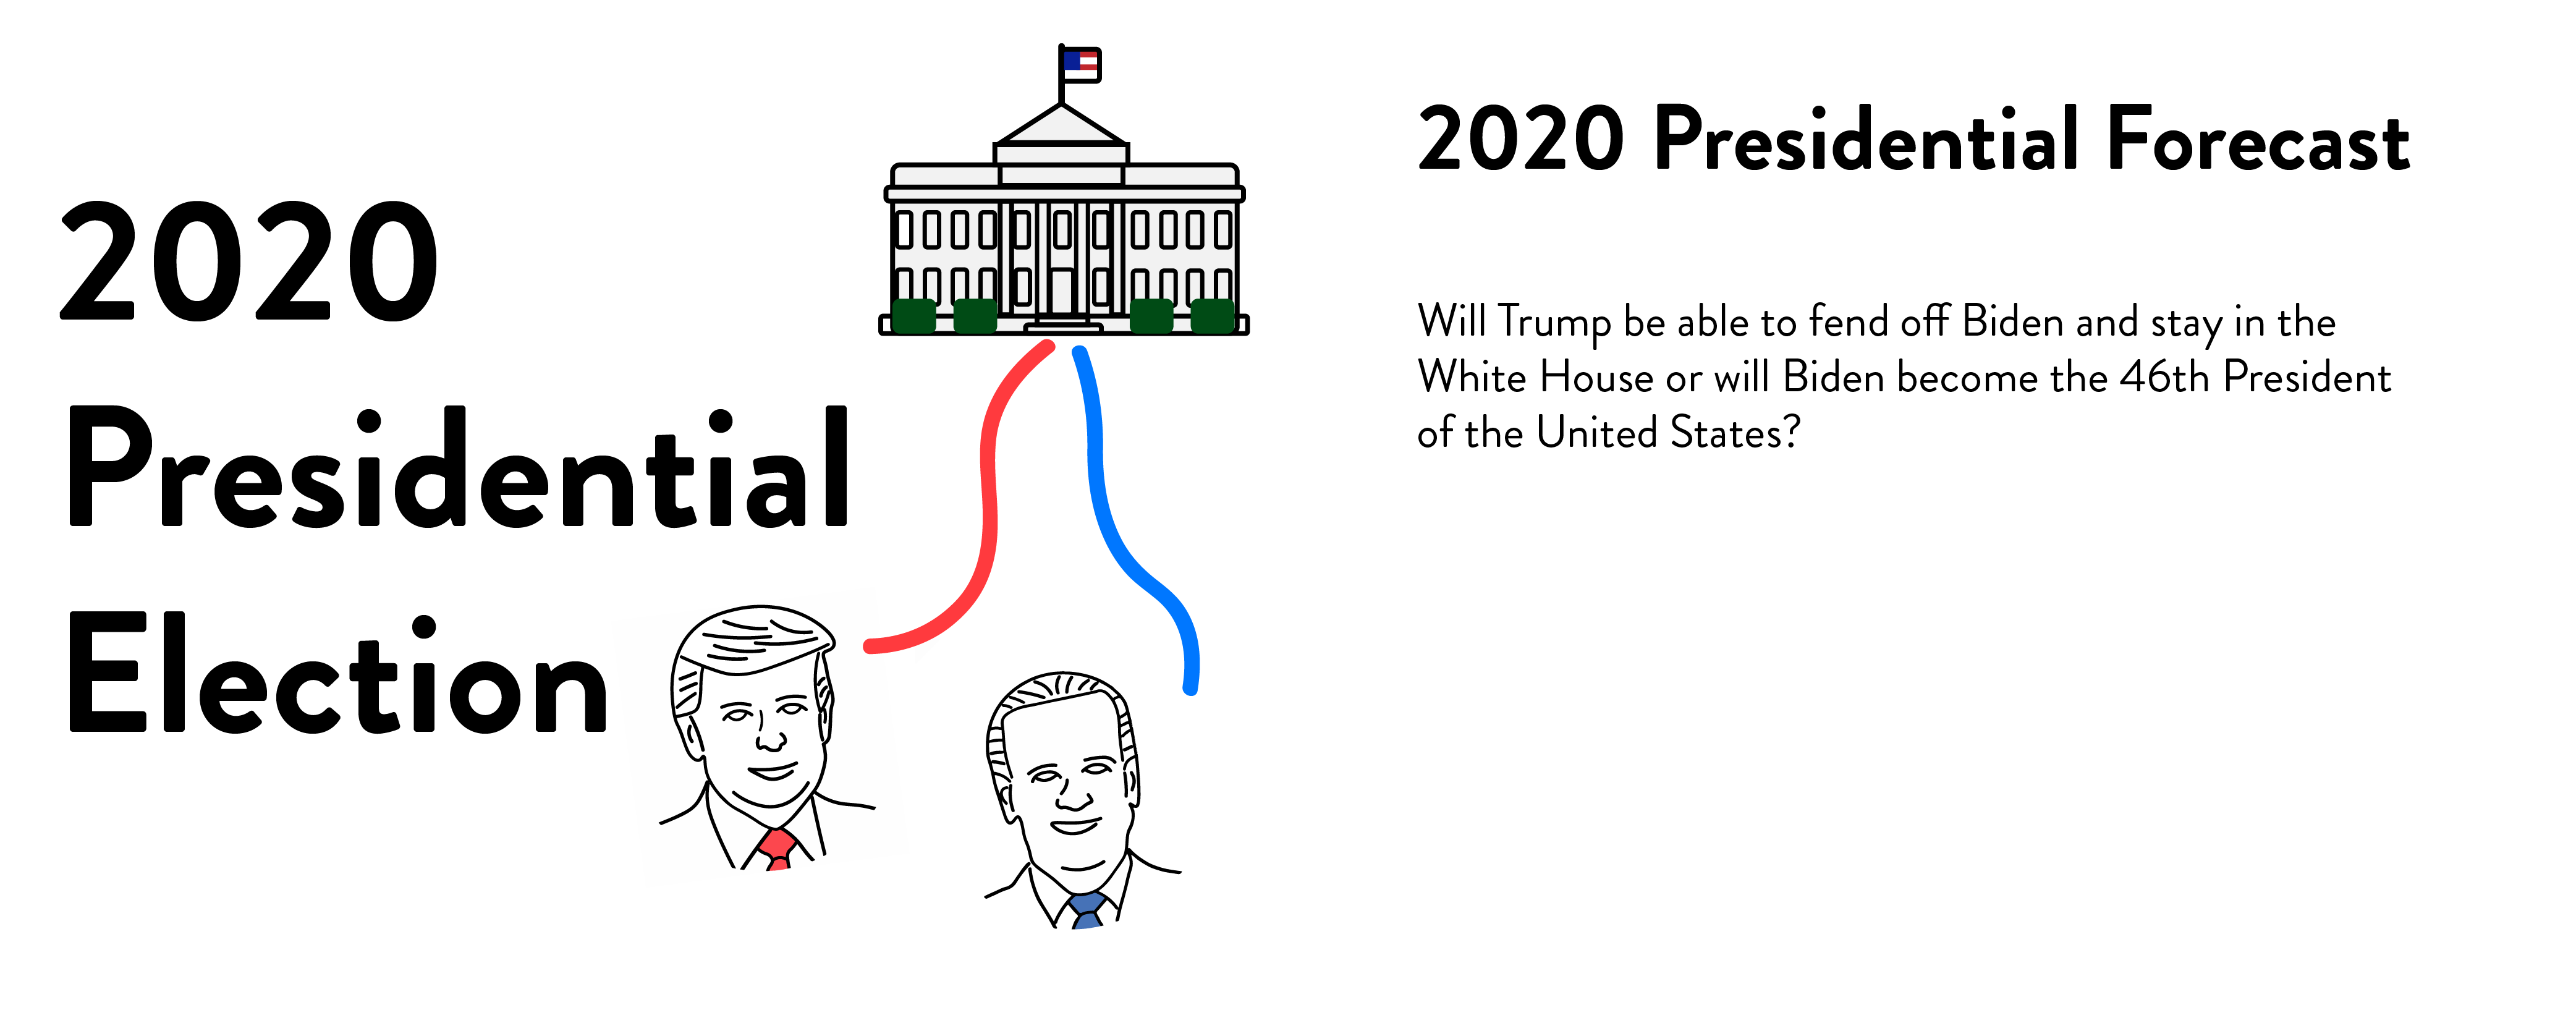 2020
Presidential
Election
2020 Presidential Forecast
Will Trump be able to fend off Biden and stay in the
White House or will Biden become the 46th President
of the United States?